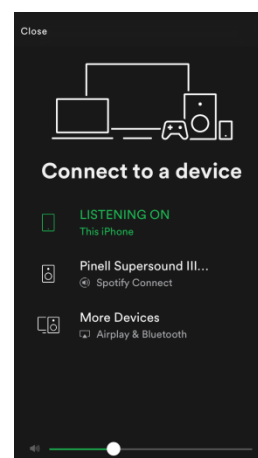 Close
Connect to a device
LISTENING ON
This iPhone
Pinell Supersound III...
Spotify Connect
More Devices
Airplay & Bluetooth